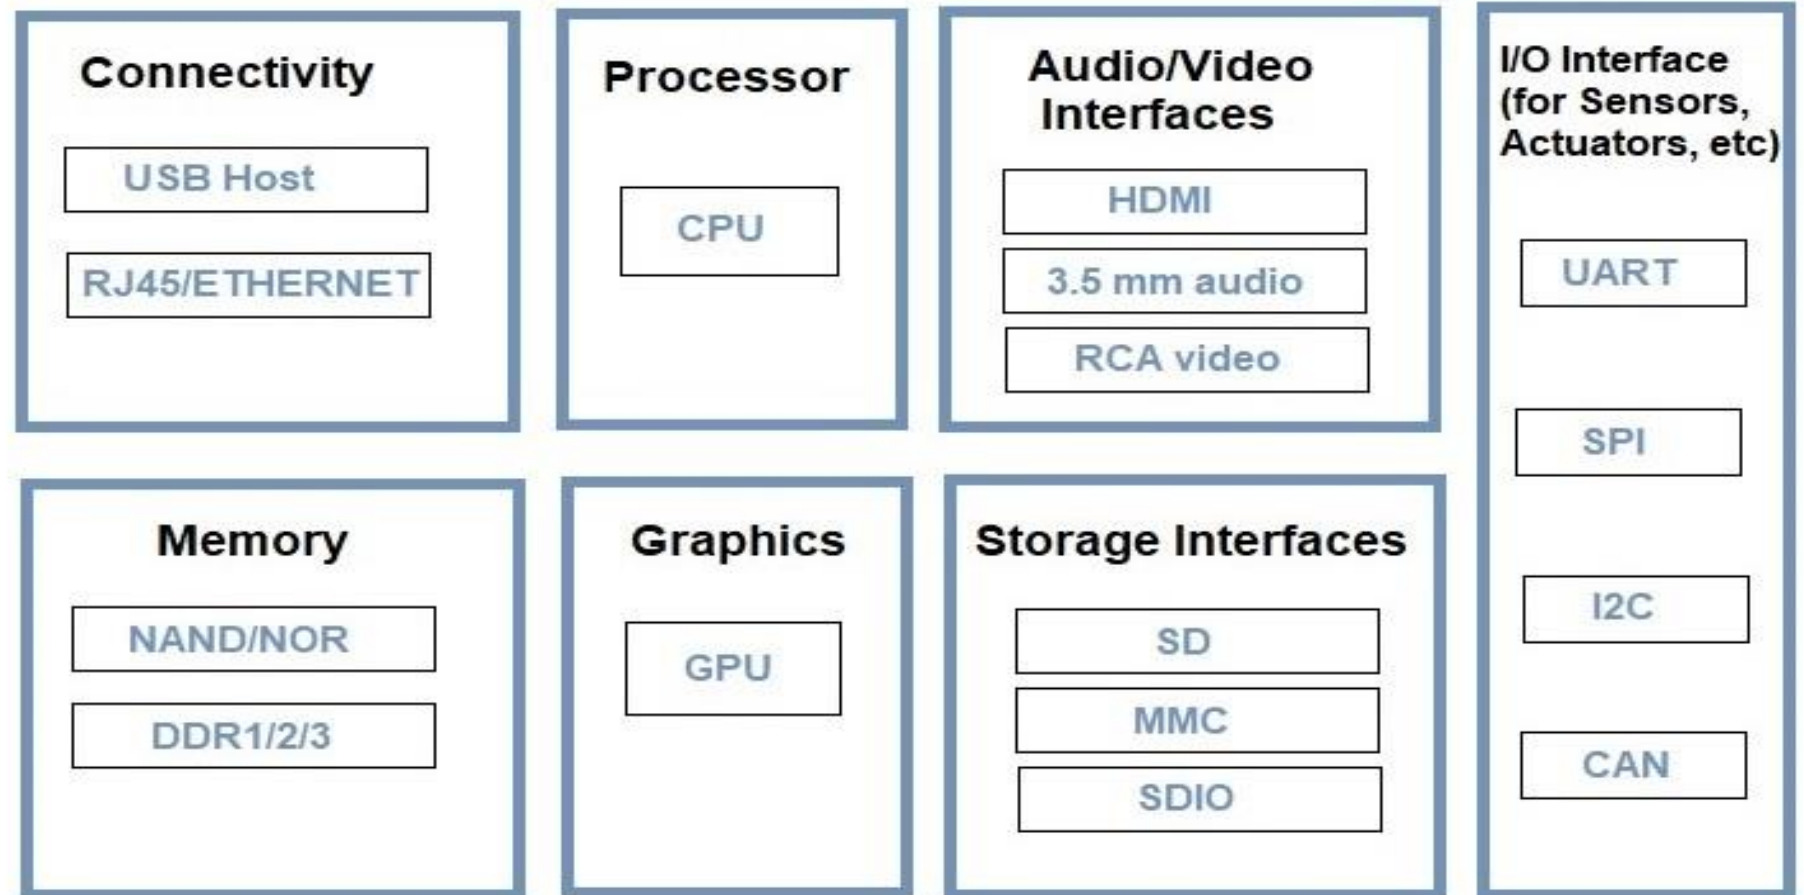 Connectivity
USB Host
RJ45/ETHERNET
Processor
CPU
Audio/Video
Interfaces
HDMI
3.5 mm audio
RCA video
I/O Interface
(for Sensors,
Actuators, etc)
UART
SPI
I2C
CAN
Memory
NAND/NOR
DDR1/2/3
Graphics
GPU
Storage Interfaces
SD
MMC
SDIO